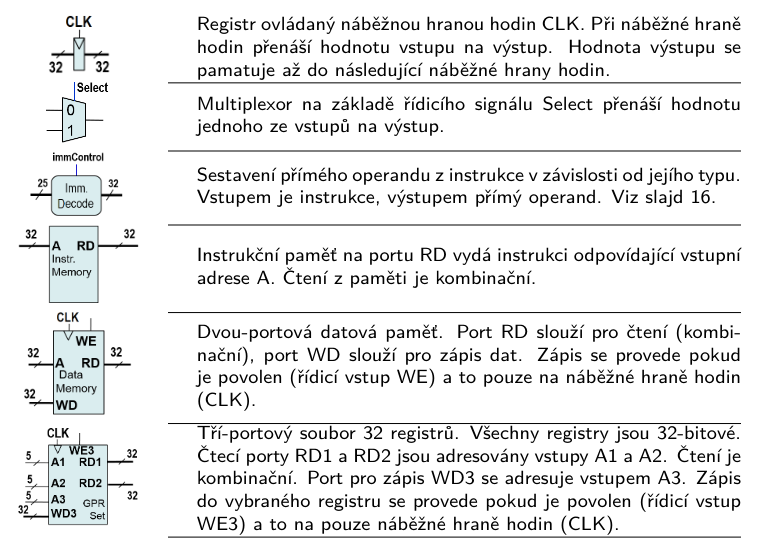 CLK
32 32
Registr ovládaný náběžnou hranou hodin CLK. Při náběžné hraně
hodin přenáší hodnotu vstupu na výstup. Hodnota výstupu se
pamatuje až do následující náběžné hrany hodin.
Select
0
1
Multiplexor na základě řídicího signálu Select přenáší hodnotu
jednoho ze vstupů na výstup.
immControl
25 32
Imm.
Decode
Sestavení přímého operandu z instrukce v závislosti od jejího typu.
Vstupem je instrukce, výstupem přímý operand. Viz slajd 16.
32 32
A RD
Instr.
Memory
Instrukční paměť na portu RD vydá instrukci odpovídající vstupní
adrese A. Čtení z paměti je kombinační.
CLK
WE
32 32
A RD
Data
Memory
32
WD
Dvou-portová datová paměť. Port RD slouží pro čtení (kombi-
nační), port WD slouží pro zápis dat. Zápis se provede pokud
je povolen (řídicí vstup WE) a to pouze na náběžné hraně hodin
(CLK).
CLK
WE3
5 A1 RD1 32
5 A2 RD2 32
5 A3 GPR
32 WD3 Set
Tří-portový soubor 32 registrů. Všechny registry jsou 32-bitové.
Čtecí porty RD1 a RD2 jsou adresovány vstupy A1 a A2. Čtení je
kombinační. Port pro zápis WD3 se adresuje vstupem A3. Zápis
do vybraného registru se provede pokud je povolen (řídicí vstup
WE3) a to na pouze náběžné hraně hodin (CLK).